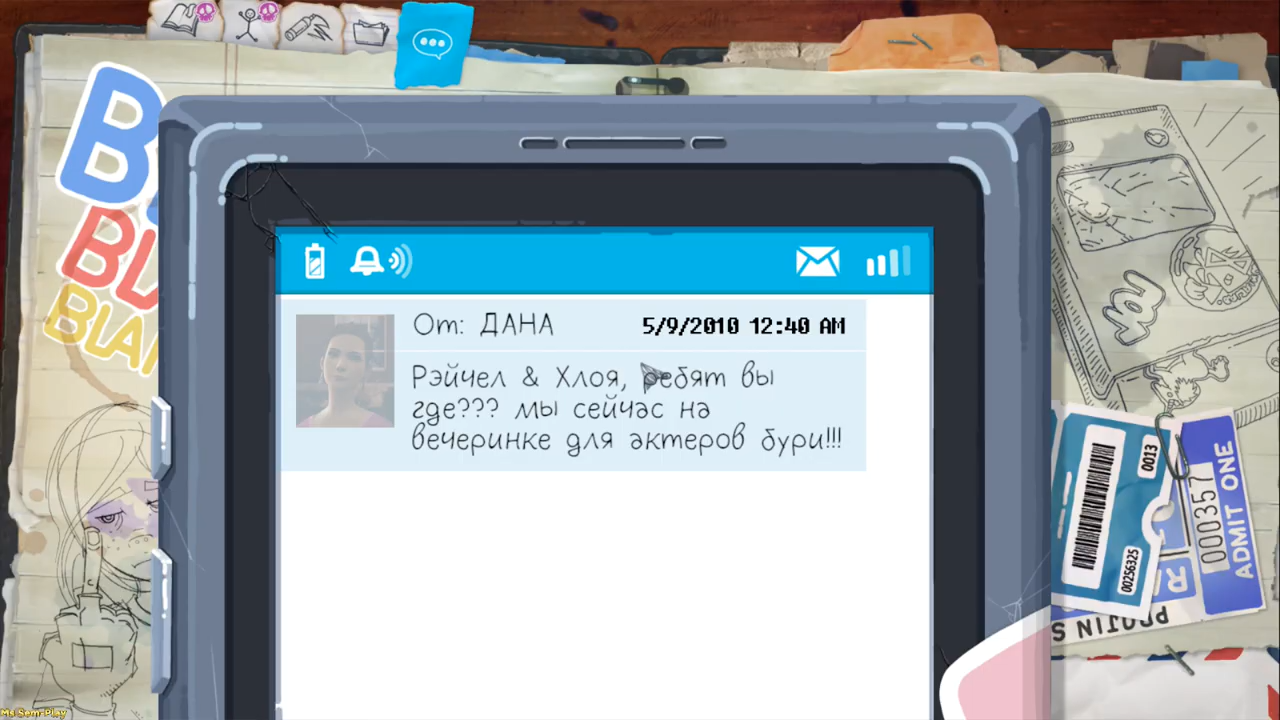 От: ДАНА
5/9/2010 12:40 AM
Рэйчел & Хлоя, ребят вы
где??? мы сейчас на
вечеринке для актеров бури!!!
0013
00256325
000357
ADMIT ONE
Ms.Sem-Play